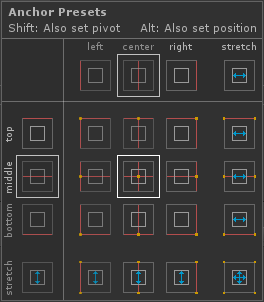 Anchor Presets
Shift: Also set pivot Alt: Also set position
left center right stretch
top
middle
bottom
stretch